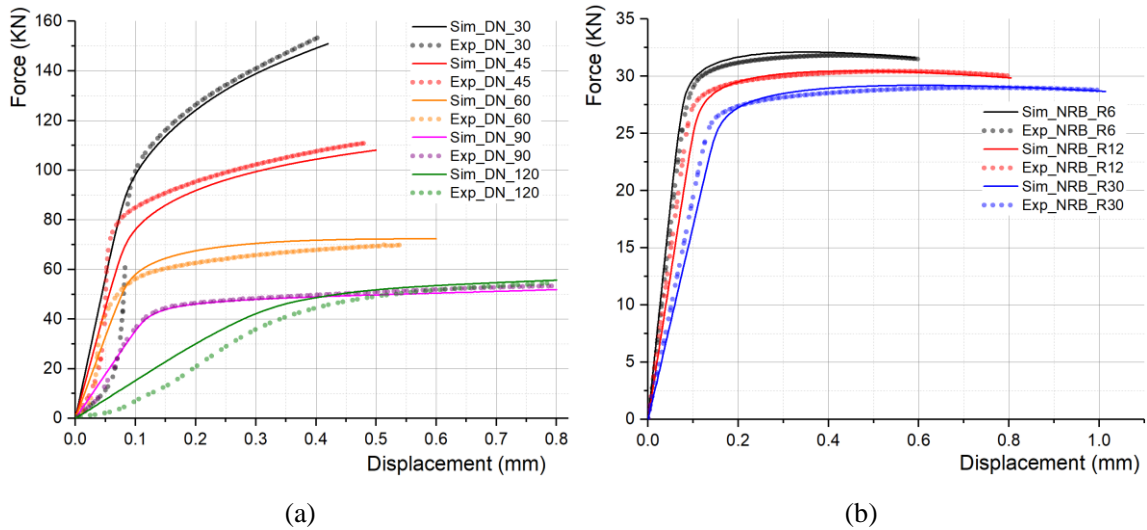 160
140
120
100
80
60
40
20
0
Force (KN)
0.0 0.1 0.2 0.3 0.4 0.5 0.6 0.7 0.8
Displacement (mm)
Sim_DN_30
Exp_DN_30
Sim_DN_45
Exp_DN_45
Sim_DN_60
Exp_DN_60
Sim_DN_90
Exp_DN_90
Sim_DN_120
Exp_DN_120
(a)
35
30
25
20
15
10
5
0
Force (KN)
0.0 0.2 0.4 0.6 0.8 1.0
Displacement (mm)
Sim_NRB_R6
Exp_NRB_R6
Sim_NRB_R12
Exp_NRB_R12
Sim_NRB_R30
Exp_NRB_R30
(b)